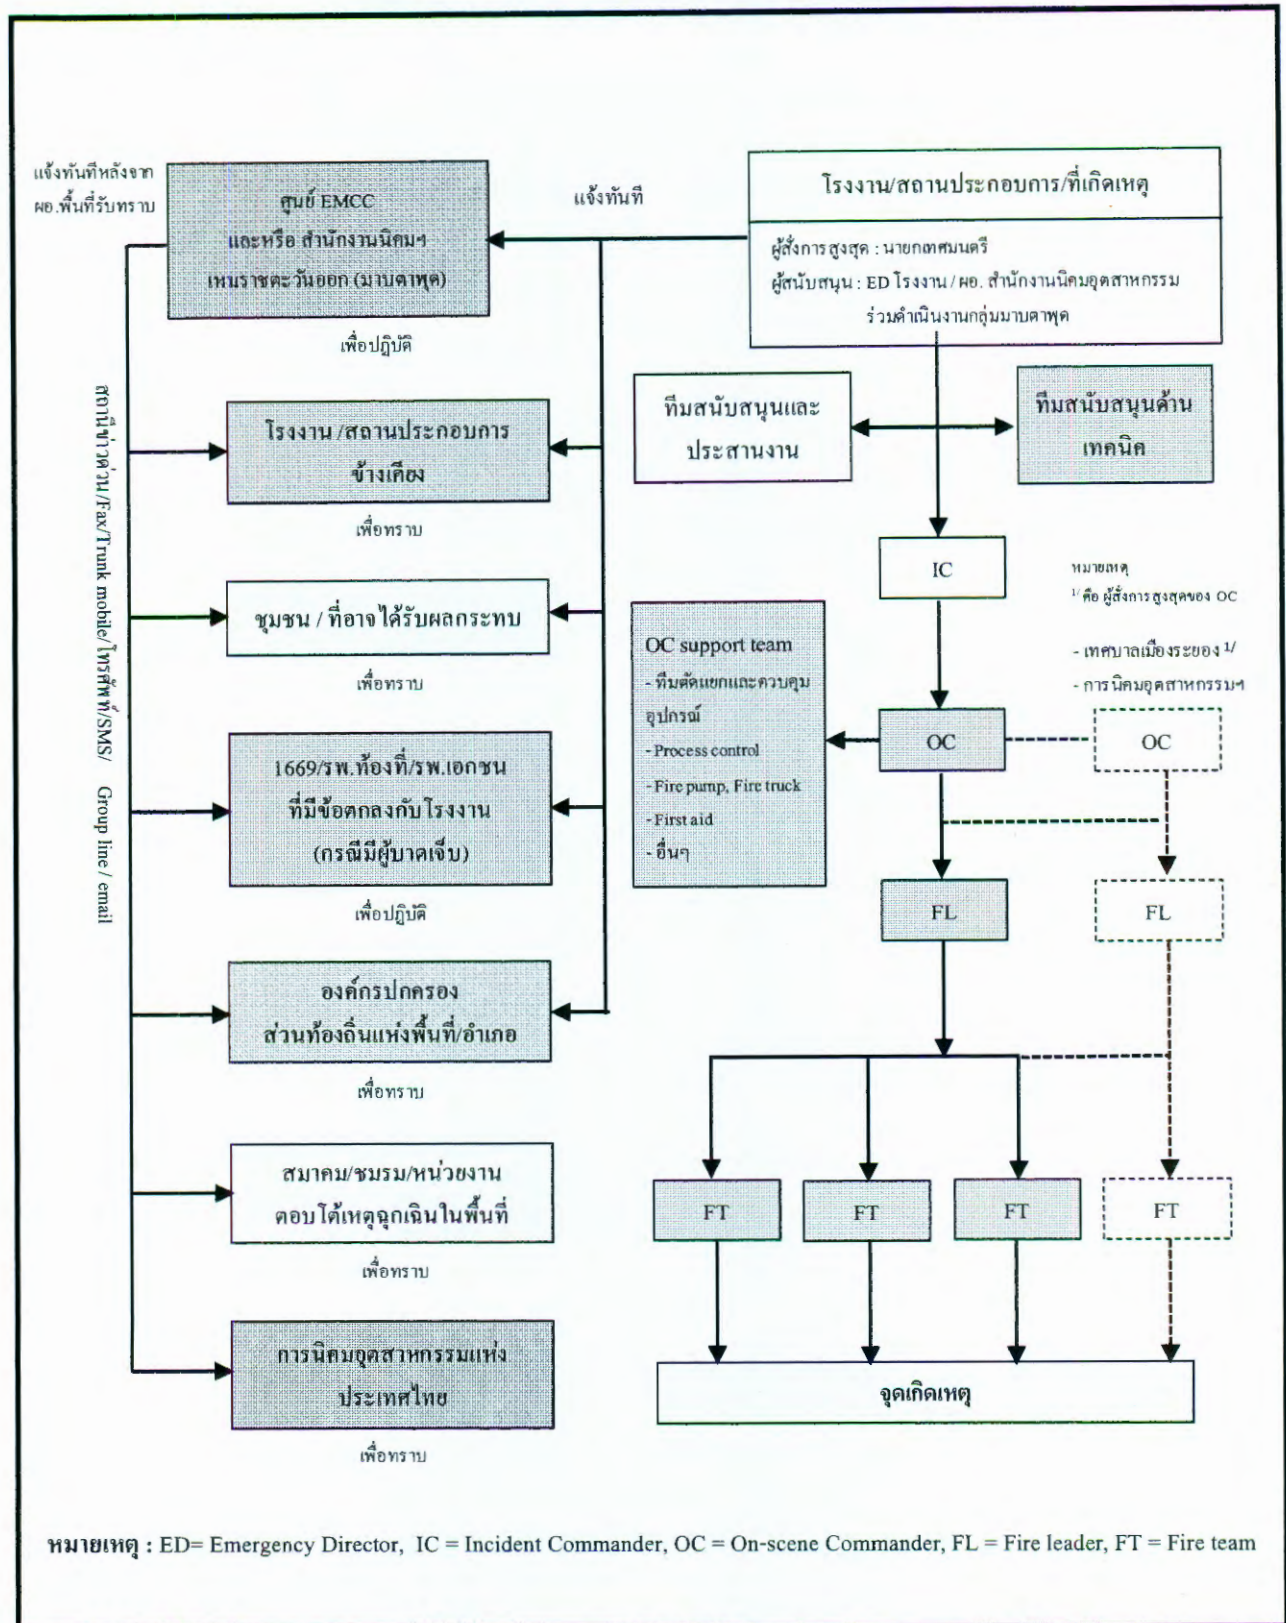 แจ้งทันทีหลังจาก
ผอ.พื้นที่รับทราบ
ศูนย์ EMCC
และหรือ สำนักงานนิคมฯ
เหมราชตะวันออก (มาบตาพุด)
เพื่อปฏิบัติ
แจ้งทันที
โรงงาน/สถานประกอบการ/ที่เกิดเหตุ
ผู้สั่งการสูงสุด : นายกเทศมนตรี
ผู้สนับสนุน : ED โรงงาน / ผอ. สำนักงานนิคมอุตสาหกรรม
ร่วมดำเนินงานกลุ่มมาบตาพุด
ทีมสนับสนุนและ
ประสานงาน
ทีมสนับสนุนด้าน
เทคนิค
สถานีข่าวด่วน/Fax/Trunk mobile/โทรศัพท์/SMS/ Group line / email
โรงงาน/สถานประกอบการ
ข้างเคียง
เพื่อทราบ
ชุมชน / ที่อาจได้รับผลกระทบ
เพื่อทราบ
1669/รพ.ท้องที่/รพ.เอกชน
ที่มีข้อตกลงกับโรงงาน
(กรณีมีผู้บาดเจ็บ)
เพื่อปฏิบัติ
องค์กรปกครอง
ส่วนท้องถิ่นแห่งพื้นที่/อำเภอ
เพื่อทราบ
สมาคม/ชมรม/หน่วยงาน
ตอบโต้เหตุฉุกเฉินในพื้นที่
เพื่อทราบ
การนิคมอุตสาหกรรมแห่ง
ประเทศไทย
เพื่อทราบ
IC
หมายเหตุ
1/ คือ ผู้สั่งการสูงสุดของ OC
- เทศบาลเมืองระยอง 1/
- การนิคมอุตสาหกรรมฯ
OC support team
- ทีมตัดแยกและควบคุม
อุปกรณ์
- Process control
- Fire pump, Fire truck
- First aid
- อื่นๆ
OC
OC
FL
FL
FT
FT
FT
FT
จุดเกิดเหตุ
หมายเหตุ : ED= Emergency Director, IC = Incident Commander, OC = On-scene Commander, FL = Fire leader, FT = Fire team